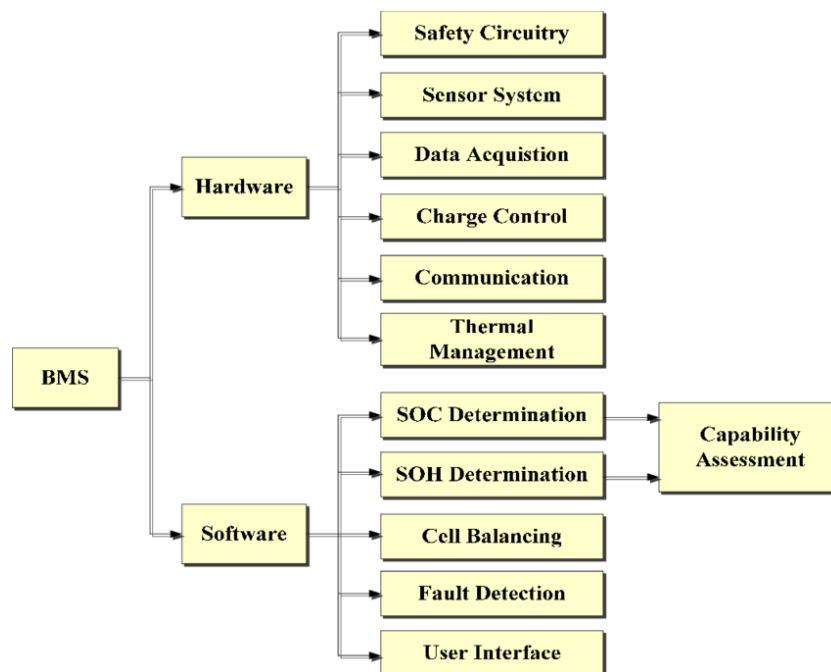 BMS
Hardware
Safety Circuitry
Sensor System
Data Acquistion
Charge Control
Communication
Thermal
Management
Software
SOC Determination
SOH Determination
Cell Balancing
Fault Detection
User Interface
Capability
Assessment